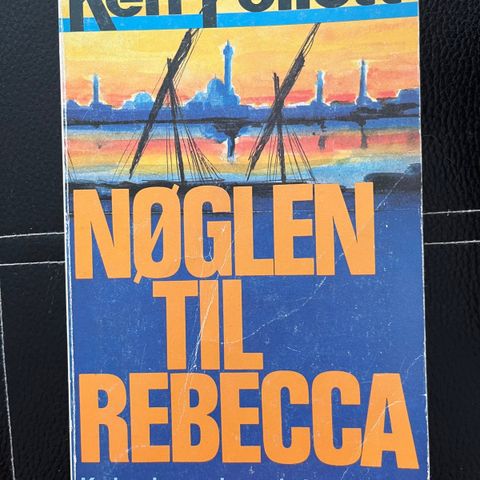 Ken Follett
NØGLEN
TIL
REBECCA